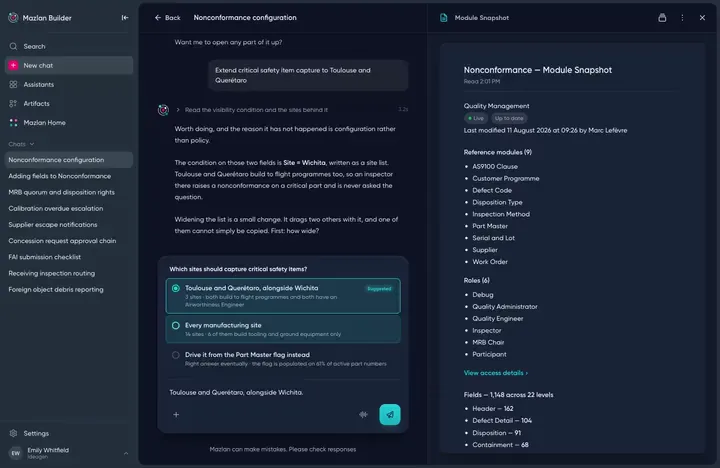 Mazlan Builder
Search
New chat
Assistants
Artifacts
Mazlan Home
Chats
Nonconformance configuration
Adding fields to Nonconformance
MRB quorum and disposition rights
Calibration overdue escalation
Supplier escape notifications
Concession request approval chain
FAI submission checklist
Receiving inspection routing
Foreign object debris reporting
Settings
EW
Emily Whitfield
Ideagen
Back
Nonconformance configuration
Want me to open any part of it up?
Extend critical safety item capture to Toulouse and
Querétaro
Read the visibility condition and the sites behind it
3.2s
Worth doing, and the reason it has not happened is configuration rather
than policy.
The condition on those two fields is Site = Wichita, written as a site list.
Toulouse and Querétaro build to flight programmes too, so an inspector
there raises a nonconformance on a critical part and is never asked the
question.
Widening the list is a small change. It drags two others with it, and one of
them cannot simply be copied. First: how wide?
Which sites should capture critical safety items?
Toulouse and Querétaro, alongside Wichita
Suggested
3 sites · both build to flight programmes and both have an
Airworthiness Engineer
Every manufacturing site
14 sites · 6 of them build tooling and ground equipment only
Drive it from the Part Master flag instead
Right answer eventually · the flag is populated on 61% of active part numbers
Toulouse and Querétaro, alongside Wichita.
Mazlan can make mistakes. Please check responses
Module Snapshot
Nonconformance — Module Snapshot
Read 2:01 PM
Quality Management
Live
Up to date
Last modified 11 August 2026 at 09:26 by Marc Lefèvre
Reference modules (9)
AS9100 Clause
Customer Programme
Defect Code
Disposition Type
Inspection Method
Part Master
Serial and Lot
Supplier
Work Order
Roles (6)
Debug
Quality Administrator
Quality Engineer
Inspector
MRB Chair
Participant
View access details ›
Fields — 1,148 across 22 levels
Header — 162
Defect Detail — 104
Disposition — 91
Containment — 68